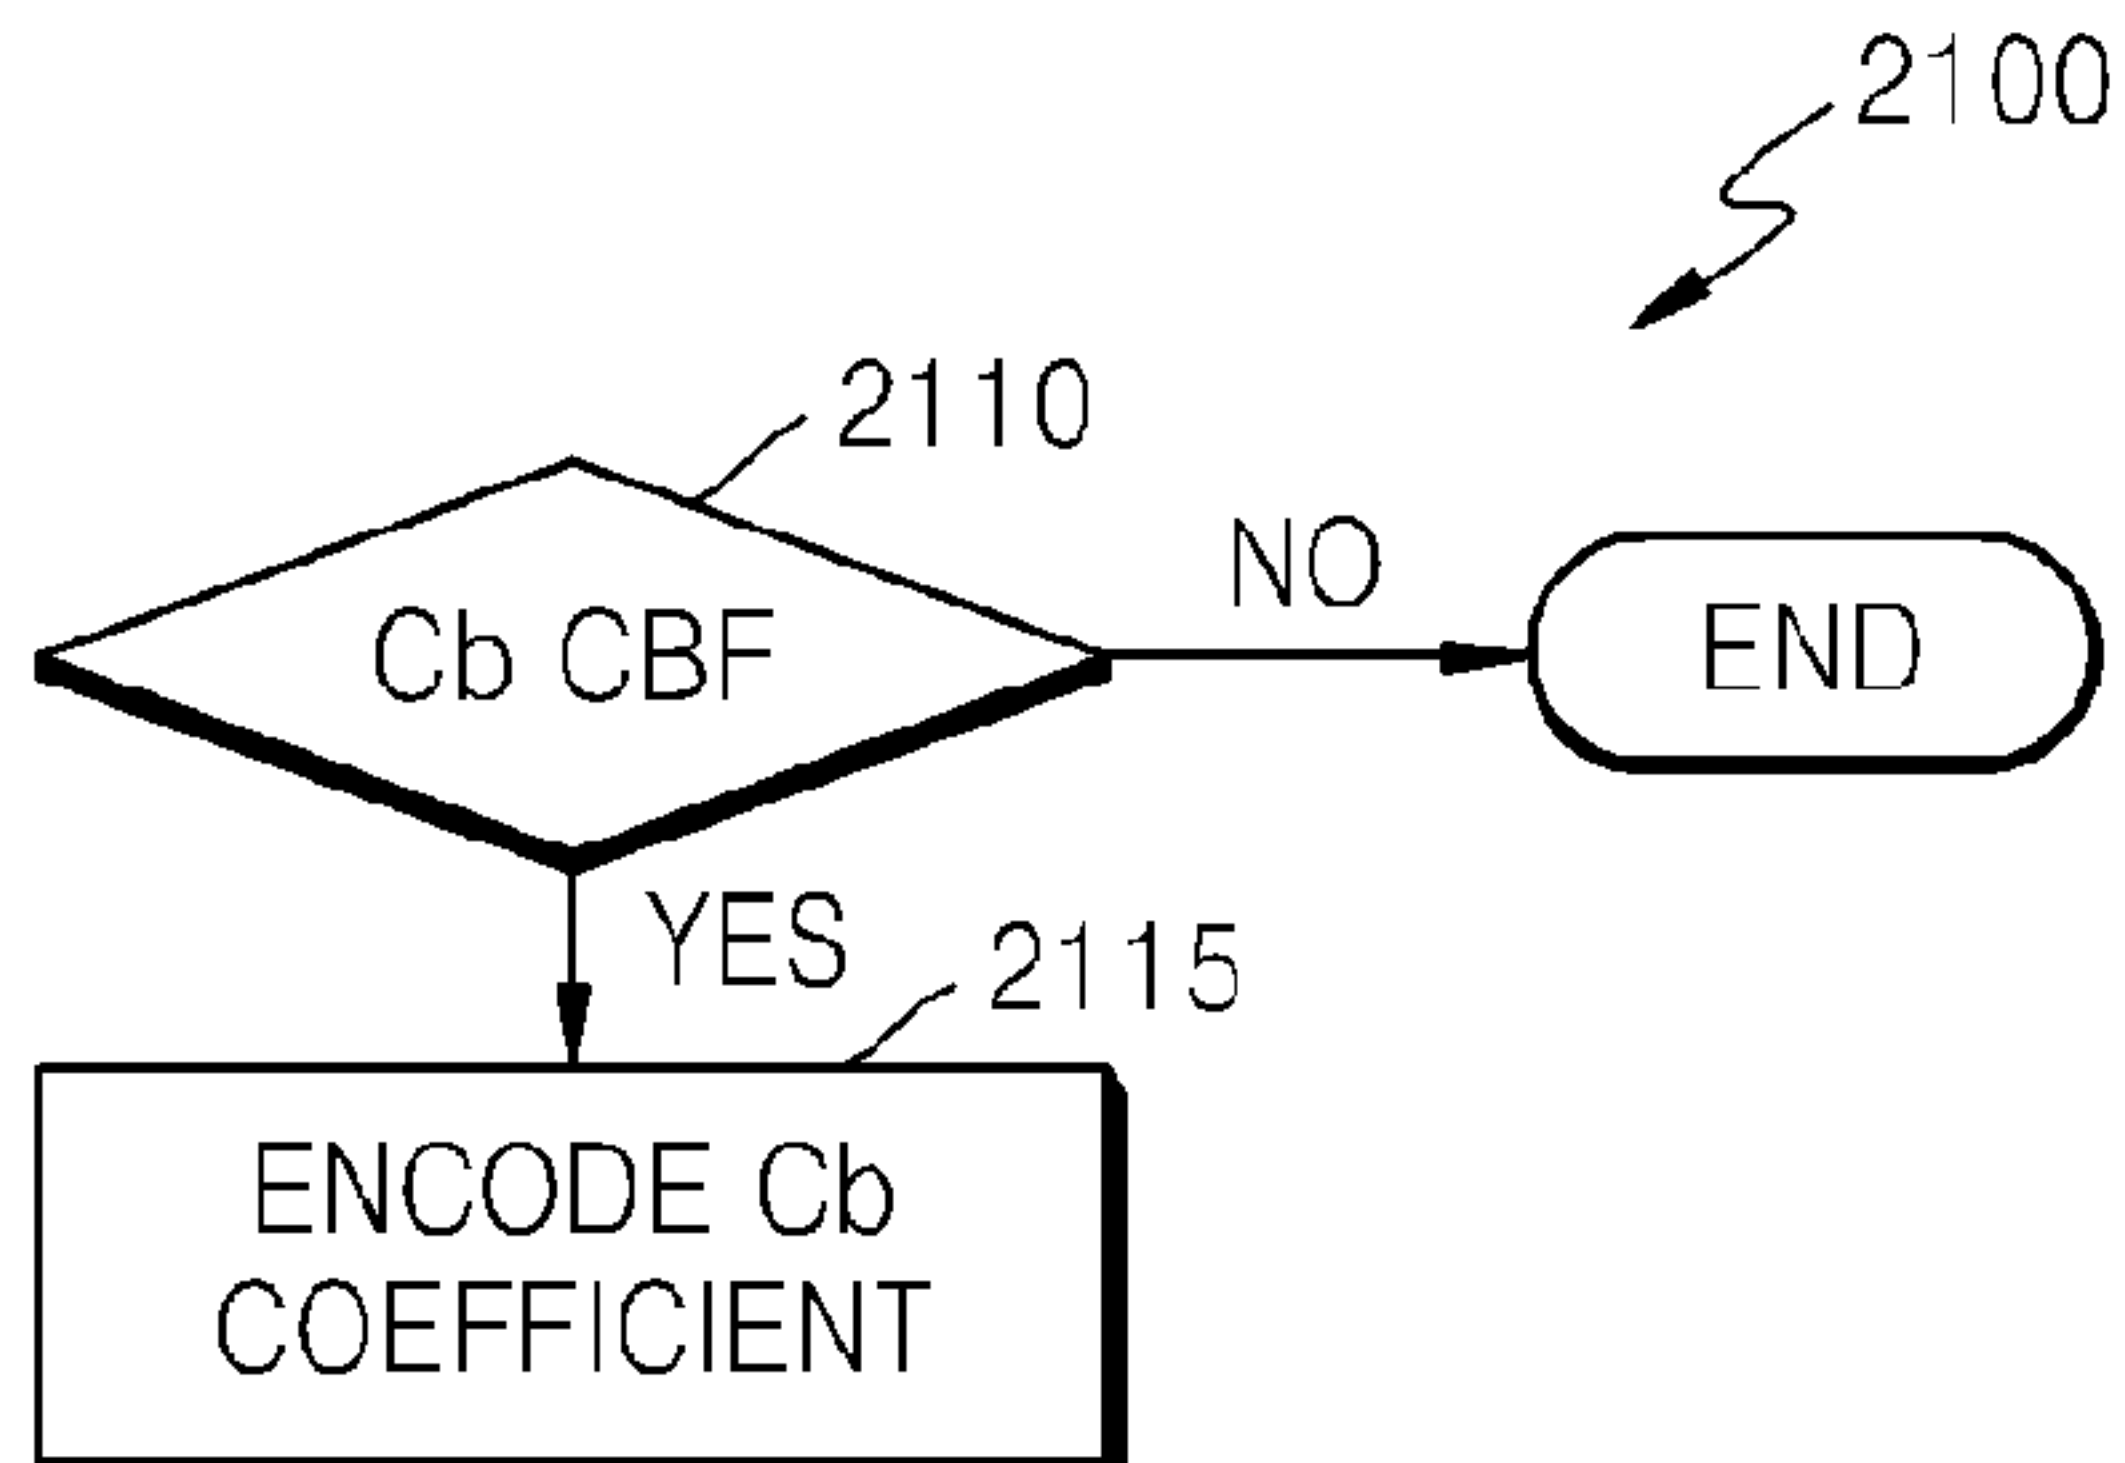 2100
2110
Cb CBF
NO
END
YES
2115
ENCODE Cb
COEFFICIENT